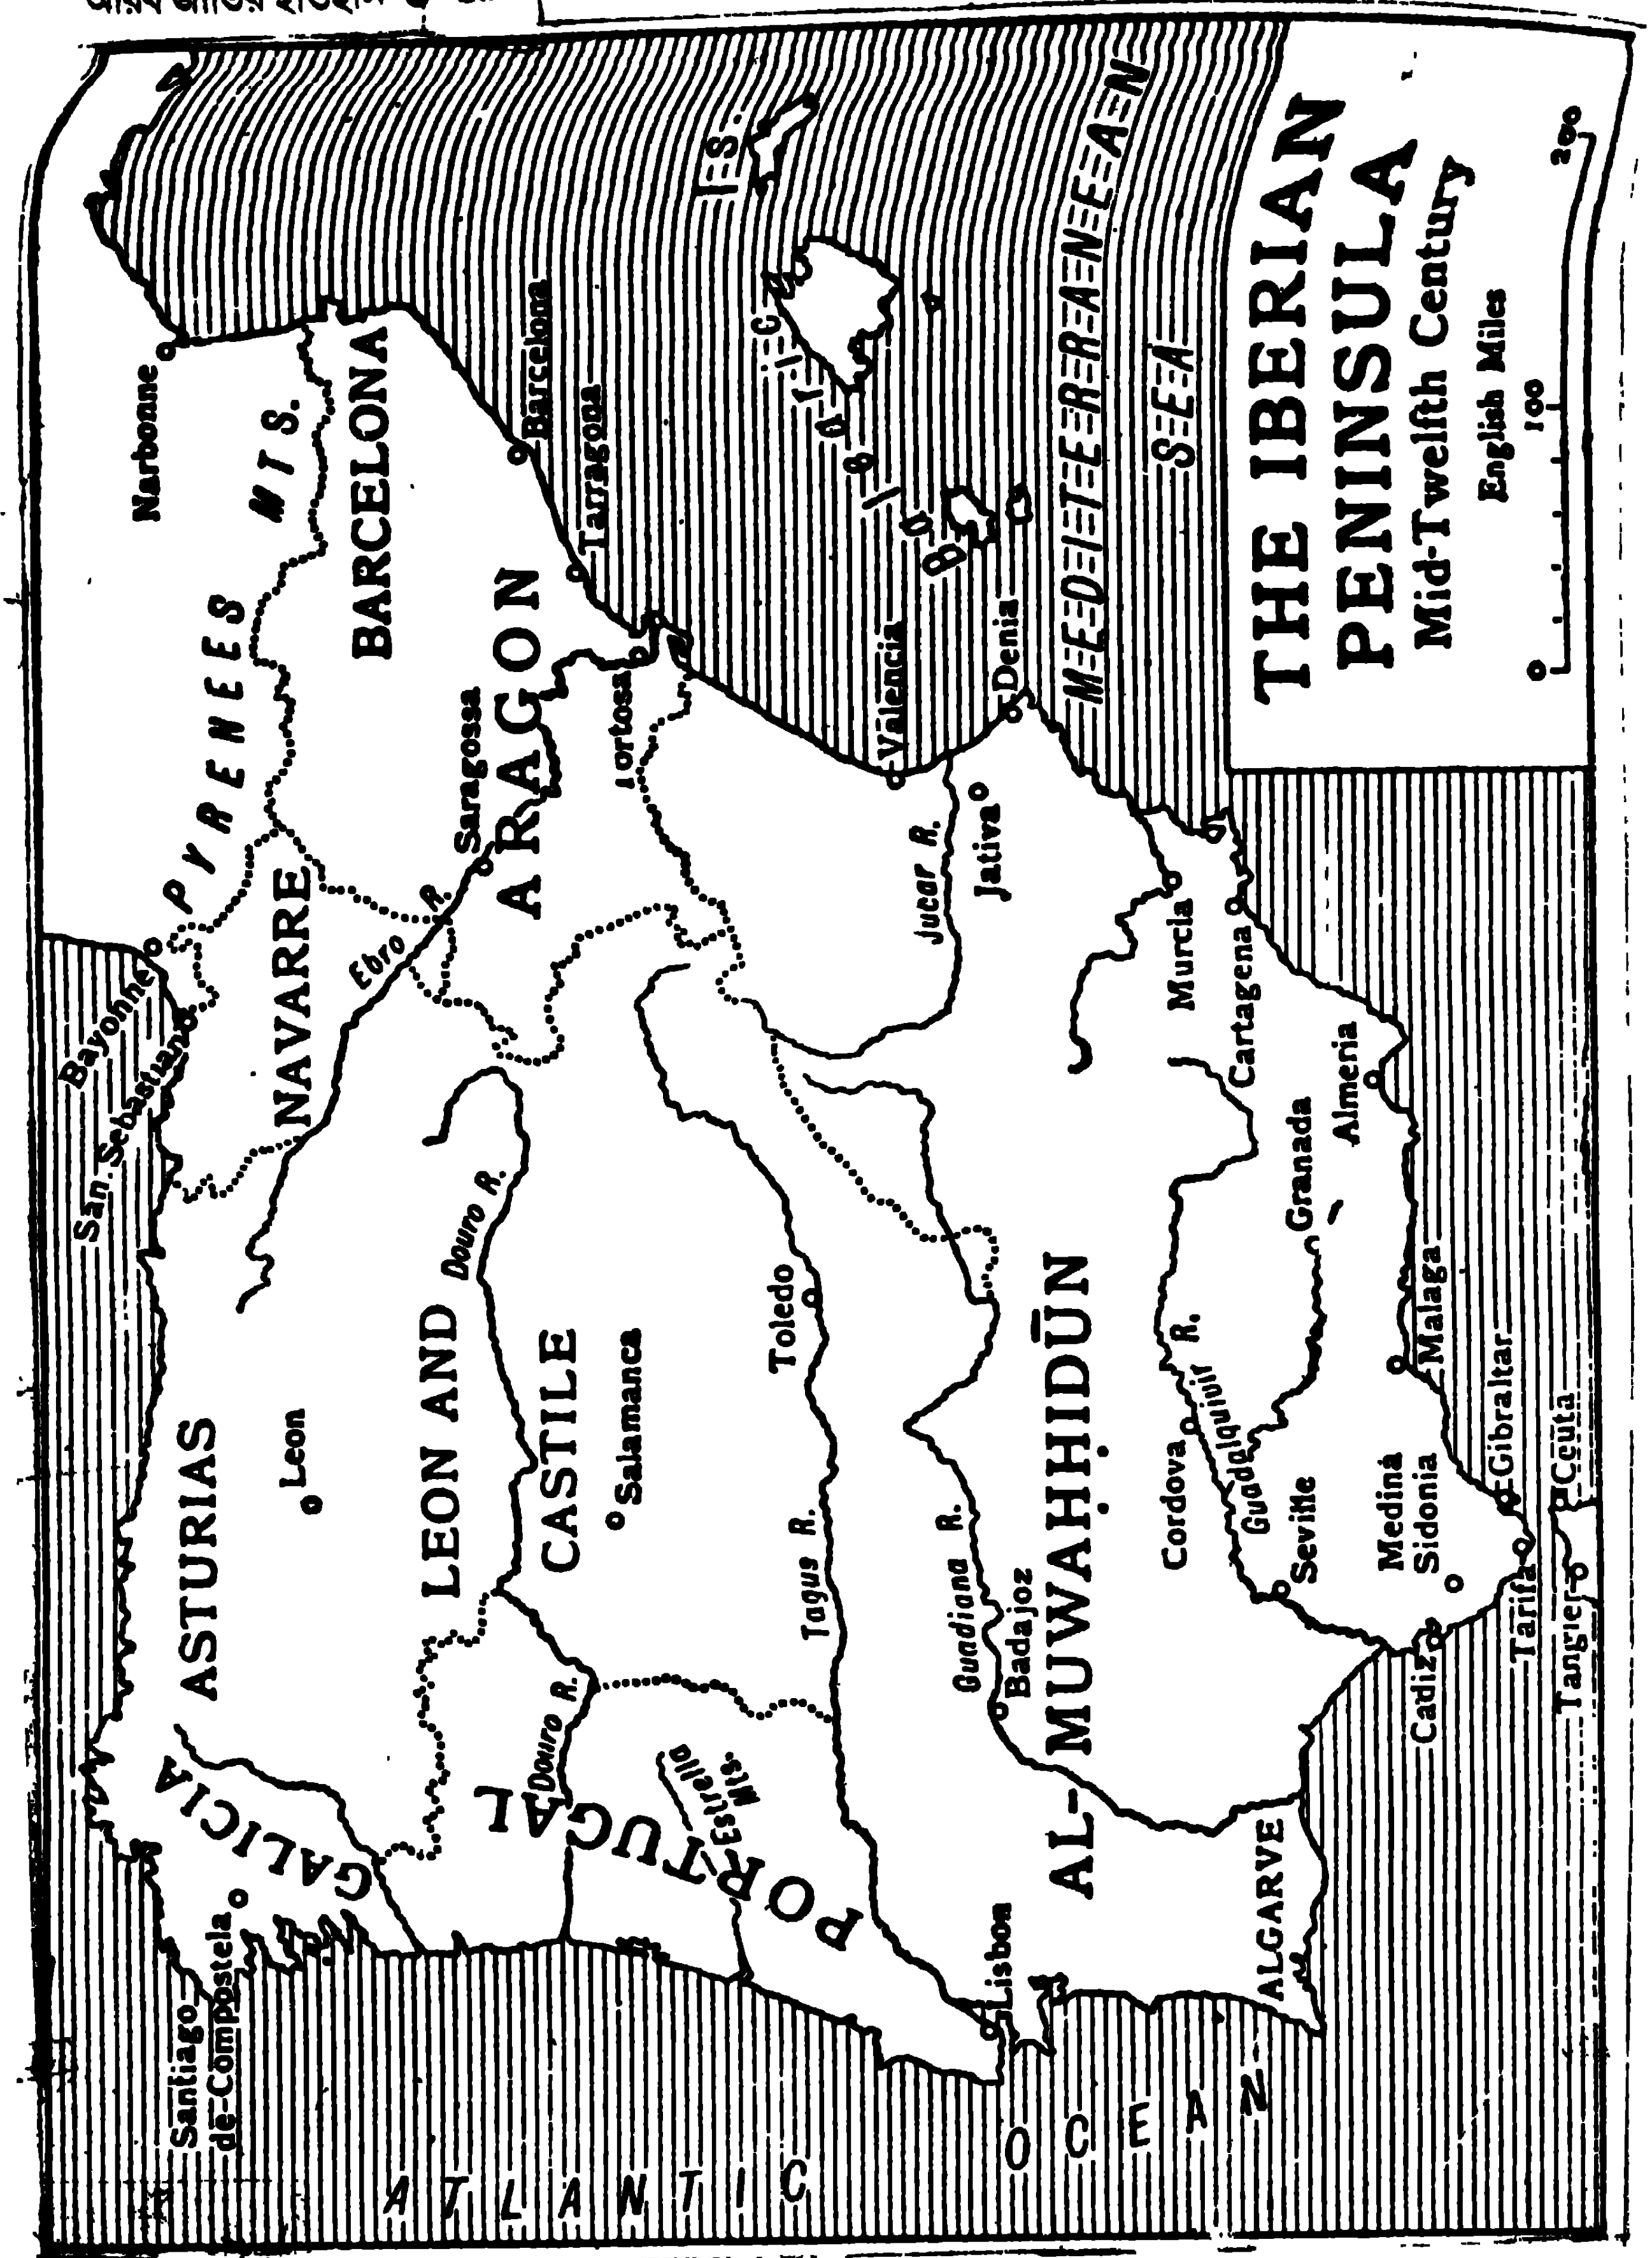 THE IBERIAN
PENINSULA
Mid-Twelfth Century
English Miles
0 100 200
Narbonne
PYRENEES MTS.
Bayonne
San Sebastian
NAVARRE
Ebro R.
BARCELONA
Barcelona
Tarragona
ARAGON
Saragossa
Tortosa
ASTURIAS
Leon
LEON AND
CASTILE
Douro R.
Salamanca
GALICIA
Santiago
de-Compostela
PORTUGAL
Douro R.
Estrella
Mts.
Toledo
Tagus R.
Valencia
Denia
Jucar R.
Jativa
BALEARIC IS.
MEDITERRANEAN
SEA
Guadiana R.
Badajoz
AL-MUWAḤḤIDŪN
Lisbon
ALGARVE
Murcia
Cartagena
Cordova
Guadalquivir R.
Seville
Granada
Almeria
Malaga
Medina
Sidonia
Cadiz
Gibraltar
Tarifa
Ceuta
Tangier
ATLANTIC
OCEAN